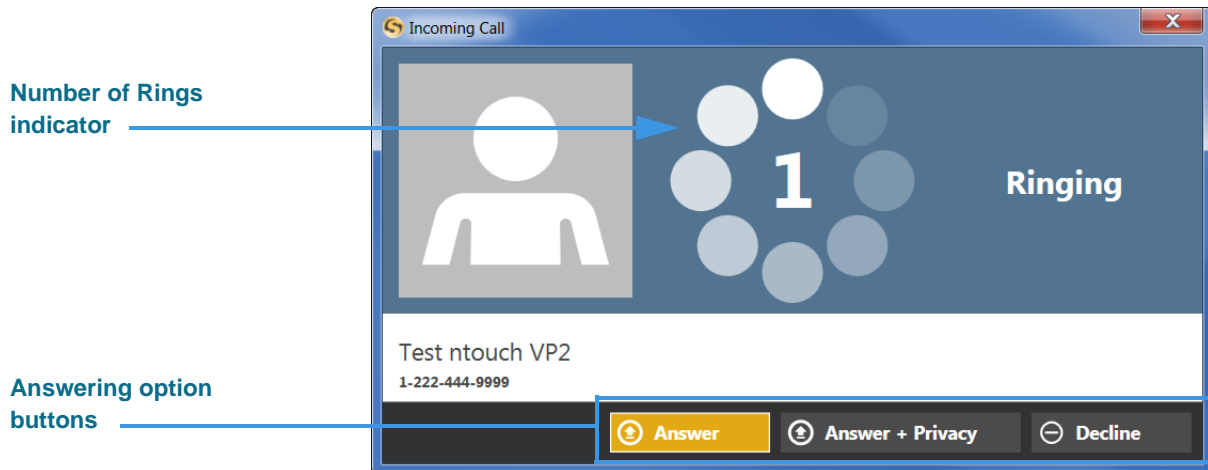 Incoming Call
X
Number of Rings
indicator
1
Ringing
Test ntouch VP2
1-222-444-9999
Answering option
buttons
Answer
Answer + Privacy
Decline